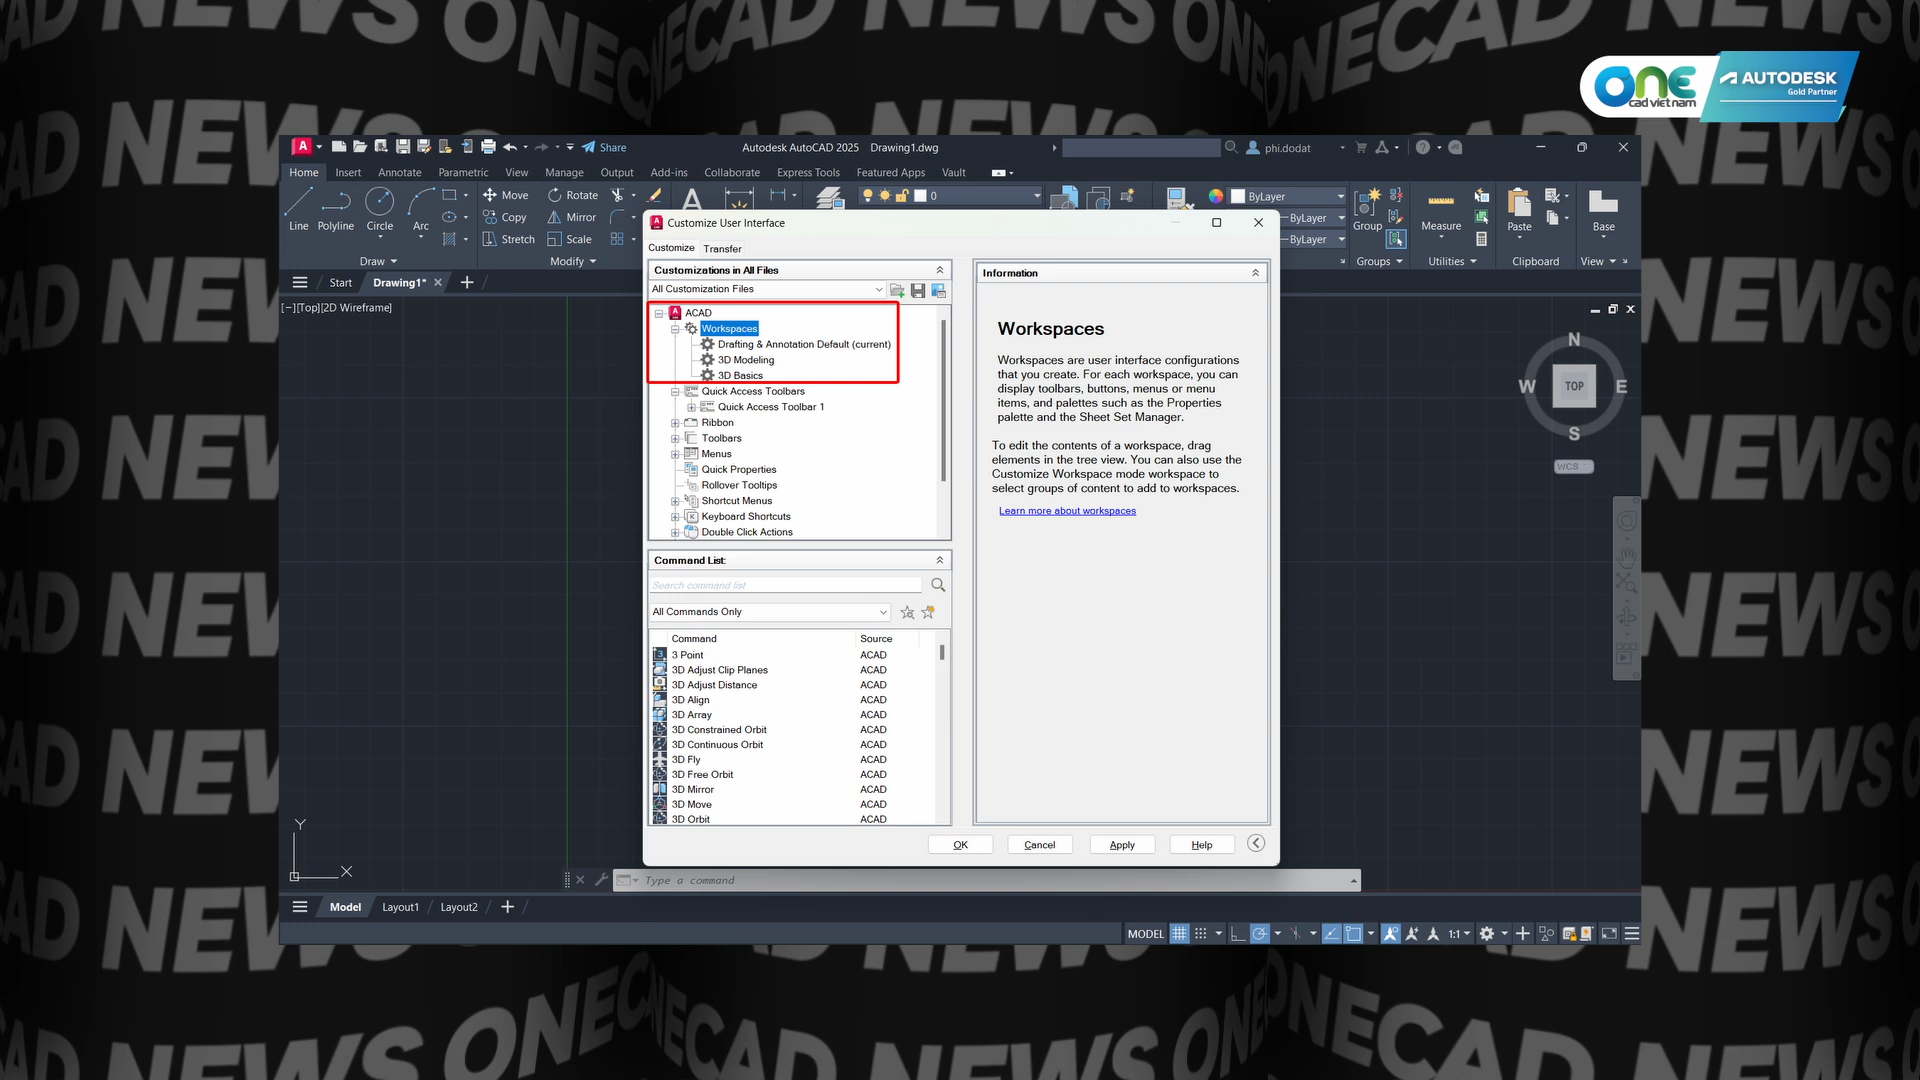 ONECAD NEWS
ONE
cad việt nam
AUTODESK
Gold Partner
Share
Autodesk AutoCAD 2025 Drawing1.dwg
phi.dodat
Home Insert Annotate Parametric View Manage Output Add-ins Collaborate Express Tools Featured Apps Vault
Line Polyline Circle Arc
Move Rotate
Copy Mirror
Stretch Scale
0
ByLayer
ByLayer
ByLayer
Group Measure Paste Base
Draw Modify Groups Utilities Clipboard View
Start Drawing1*
[−][Top][2D Wireframe]
N
W TOP E
S
WCS
Customize User Interface
Customize Transfer
Customizations in All Files
All Customization Files
ACAD
Workspaces
Drafting & Annotation Default (current)
3D Modeling
3D Basics
Quick Access Toolbars
Quick Access Toolbar 1
Ribbon
Toolbars
Menus
Quick Properties
Rollover Tooltips
Shortcut Menus
Keyboard Shortcuts
Double Click Actions
Command List:
Search command list
All Commands Only
Command Source
3 Point ACAD
3D Adjust Clip Planes ACAD
3D Adjust Distance ACAD
3D Align ACAD
3D Array ACAD
3D Constrained Orbit ACAD
3D Continuous Orbit ACAD
3D Fly ACAD
3D Free Orbit ACAD
3D Mirror ACAD
3D Move ACAD
3D Orbit ACAD
Information
Workspaces
Workspaces are user interface configurations
that you create. For each workspace, you can
display toolbars, buttons, menus or menu
items, and palettes such as the Properties
palette and the Sheet Set Manager.
To edit the contents of a workspace, drag
elements in the tree view. You can also use the
Customize Workspace mode workspace to
select groups of content to add to workspaces.
Learn more about workspaces
OK Cancel Apply Help
Y
X
Type a command
Model Layout1 Layout2
MODEL 1:1